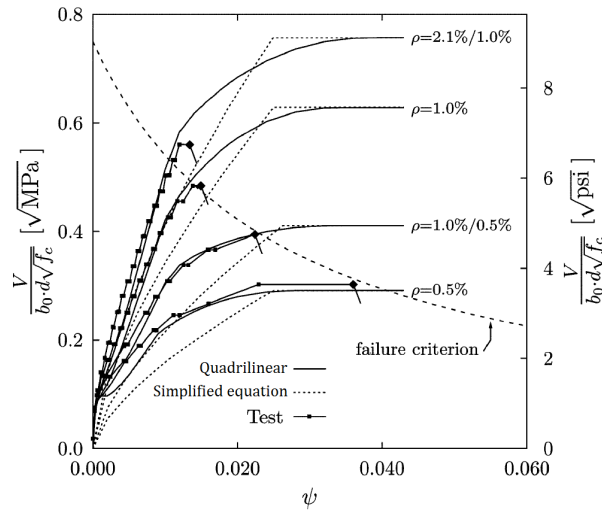 0.8
0.6
0.4
0.2
0.0
V
b₀·d√f_c
[√MPa]
8
6
4
2
0
V
b₀·d√f_c
[√psi]
ρ=2.1%/1.0%
ρ=1.0%
ρ=1.0%/0.5%
ρ=0.5%
failure criterion
Quadrilinear
Simplified equation
Test
0.000
0.020
0.040
0.060
ψ